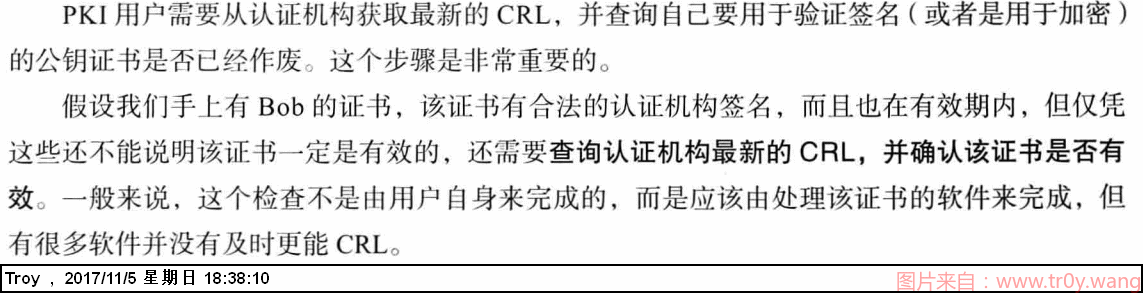 PKI 用户需要从认证机构获取最新的 CRL，并查询自己要用于验证签名（或者是用于加密）
的公钥证书是否已经作废。这个步骤是非常重要的。
假设我们手上有 Bob 的证书，该证书有合法的认证机构签名，而且也在有效期内，但仅凭
这些还不能说明该证书一定是有效的，还需要查询认证机构最新的 CRL，并确认该证书是否有
效。一般来说，这个检查不是由用户自身来完成的，而是应该由处理该证书的软件来完成，但
有很多软件并没有及时更能 CRL。
Troy , 2017/11/5 星期日 18:38:10
图片来自：www.tr0y.wang